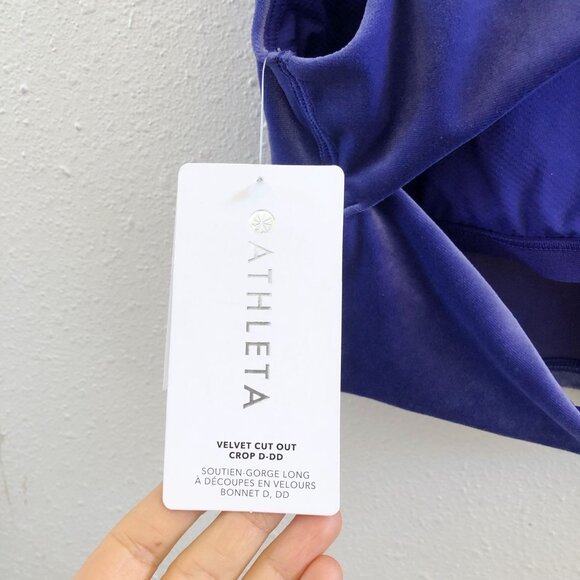 ATHLETA
VELVET CUT OUT
CROP D-DD
SOUTIEN-GORGE LONG
À DÉCOUPES EN VELOURS
BONNET D, DD